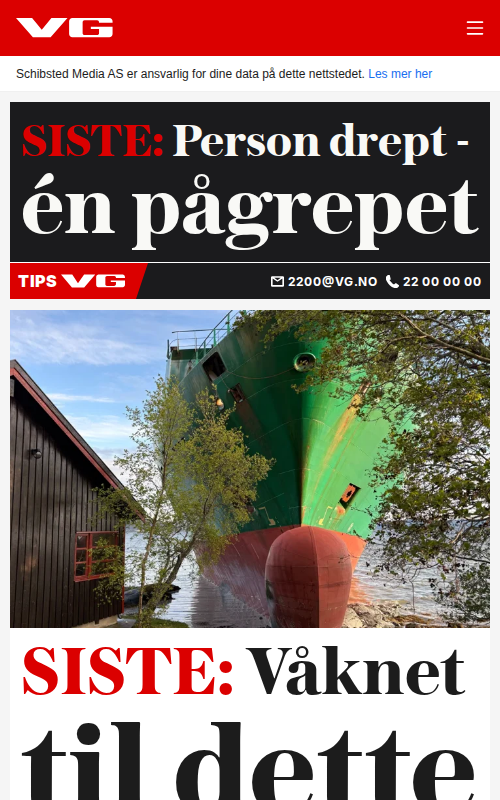 VG
Schibsted Media AS er ansvarlig for dine data på dette nettstedet. Les mer her
SISTE: Person drept -
én pågrepet
TIPS VG
2200@VG.NO 22 00 00 00
SISTE: Våknet
til dette